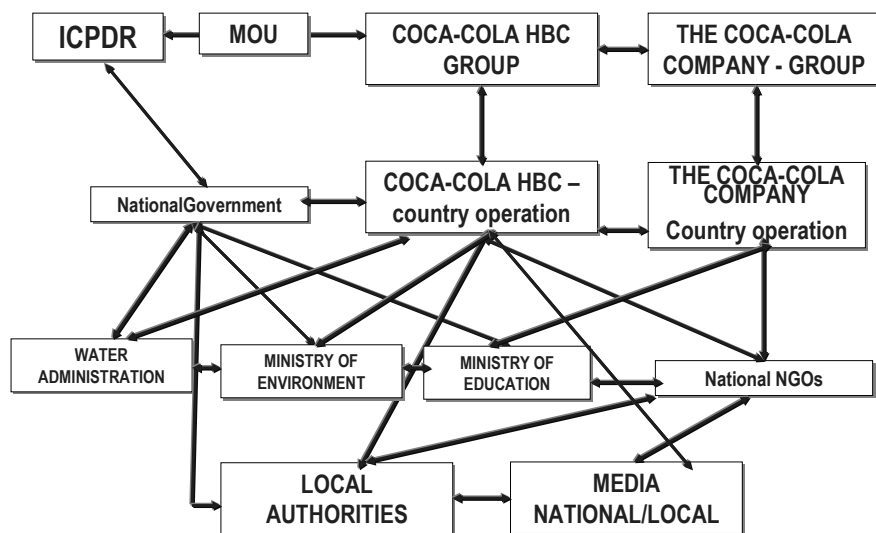 ICPDR
MOU
COCA-COLA HBC
GROUP
THE COCA-COLA
COMPANY - GROUP
NationalGovernment
COCA-COLA HBC –
country operation
THE COCA-COLA
COMPANY
Country operation
WATER
ADMINISTRATION
MINISTRY OF
ENVIRONMENT
MINISTRY OF
EDUCATION
National NGOs
LOCAL
AUTHORITIES
MEDIA
NATIONAL/LOCAL